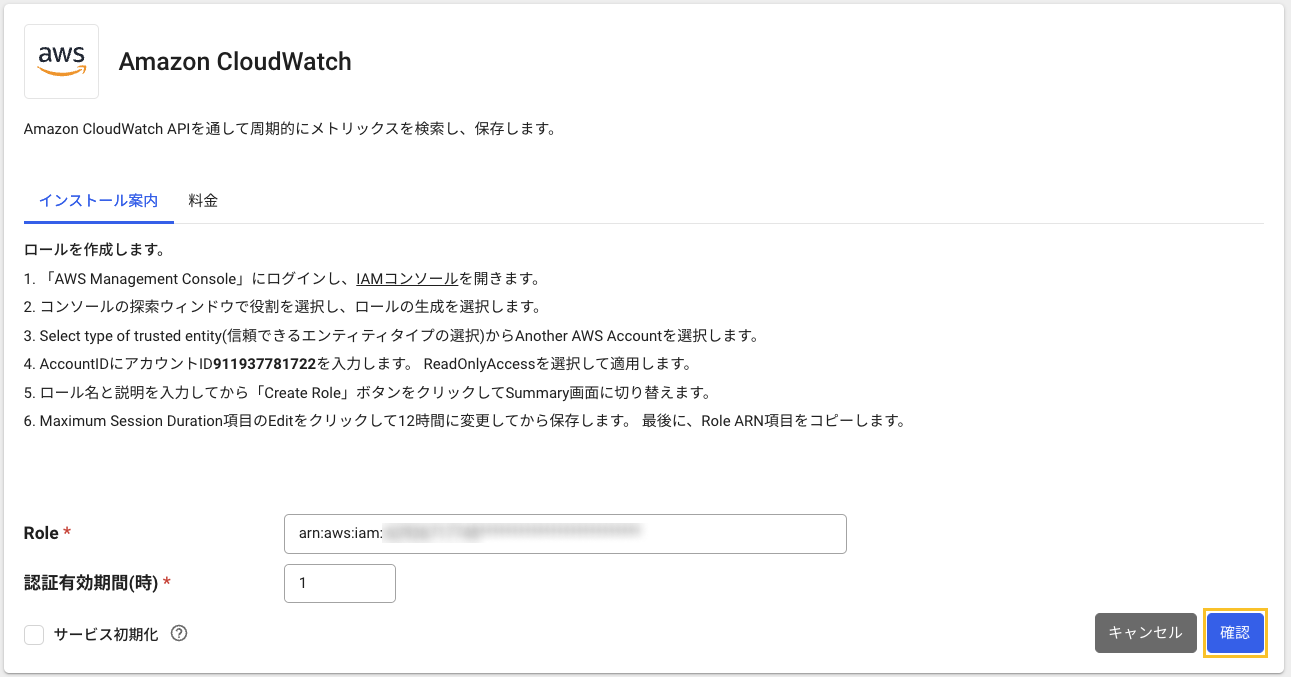 aws
Amazon CloudWatch
Amazon CloudWatch APIを通して周期的にメトリックスを検索し、保存します。
インストール案内 料金
ロールを作成します。
1. 「AWS Management Console」にログインし、IAMコンソールを開きます。
2. コンソールの探索ウィンドウで役割を選択し、ロールの生成を選択します。
3. Select type of trusted entity(信頼できるエンティティタイプの選択)からAnother AWS Accountを選択します。
4. AccountIDにアカウントID911937781722を入力します。 ReadOnlyAccessを選択して適用します。
5. ロール名と説明を入力してから「Create Role」ボタンをクリックしてSummary画面に切り替えます。
6. Maximum Session Duration項目のEditをクリックして12時間に変更してから保存します。 最後に、Role ARN項目をコピーします。
Role * arn:aws:iam:
認証有効期間(時) * 1
サービス初期化 ? キャンセル 確認